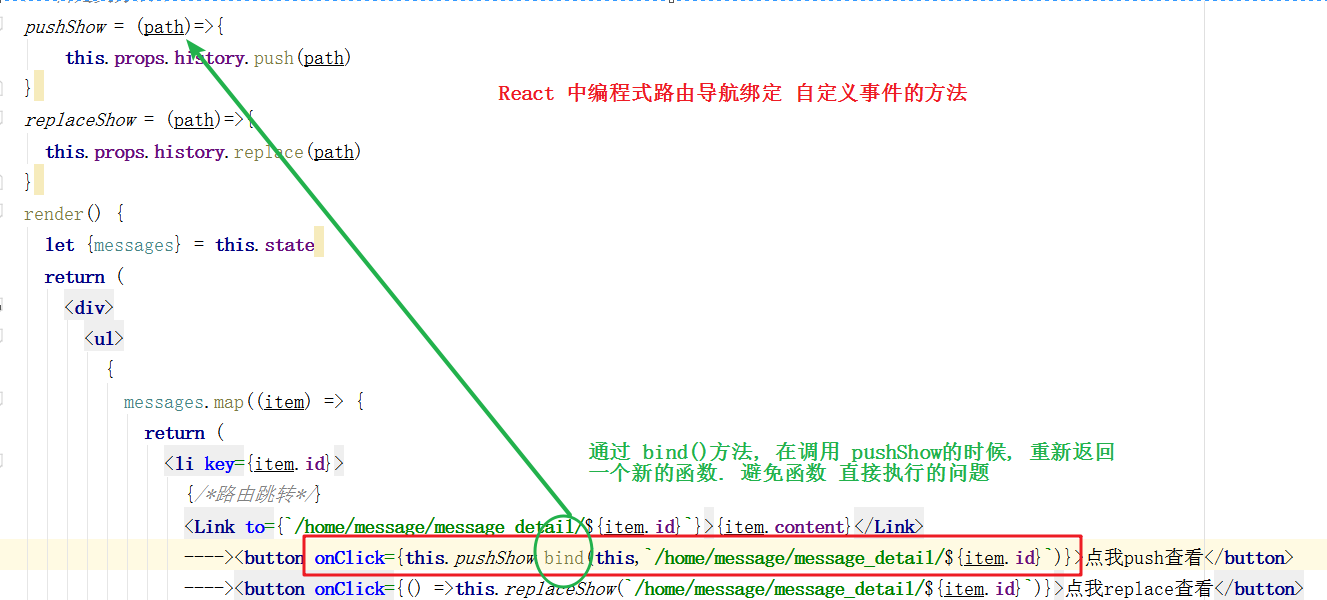 pushShow = (path)=>{
this.props.history.push(path)
}
React 中编程式路由导航绑定 自定义事件的方法
replaceShow = (path)=>{
this.props.history.replace(path)
}
render() {
let {messages} = this.state
return (
<div>
<ul>
{
messages.map((item) => {
return (
通过 bind()方法, 在调用 pushShow的时候, 重新返回
一个新的函数. 避免函数 直接执行的问题
<li key={item.id}>
{/*路由跳转*/}
<Link to={`/home/message/message_detail/${item.id}`}>{item.content}</Link>
----><button onClick={this.pushShow.bind(this,`/home/message/message_detail/${item.id}`)}>点我push查看</button>
----><button onClick={() =>this.replaceShow(`/home/message/message_detail/${item.id}`)}>点我replace查看</button>